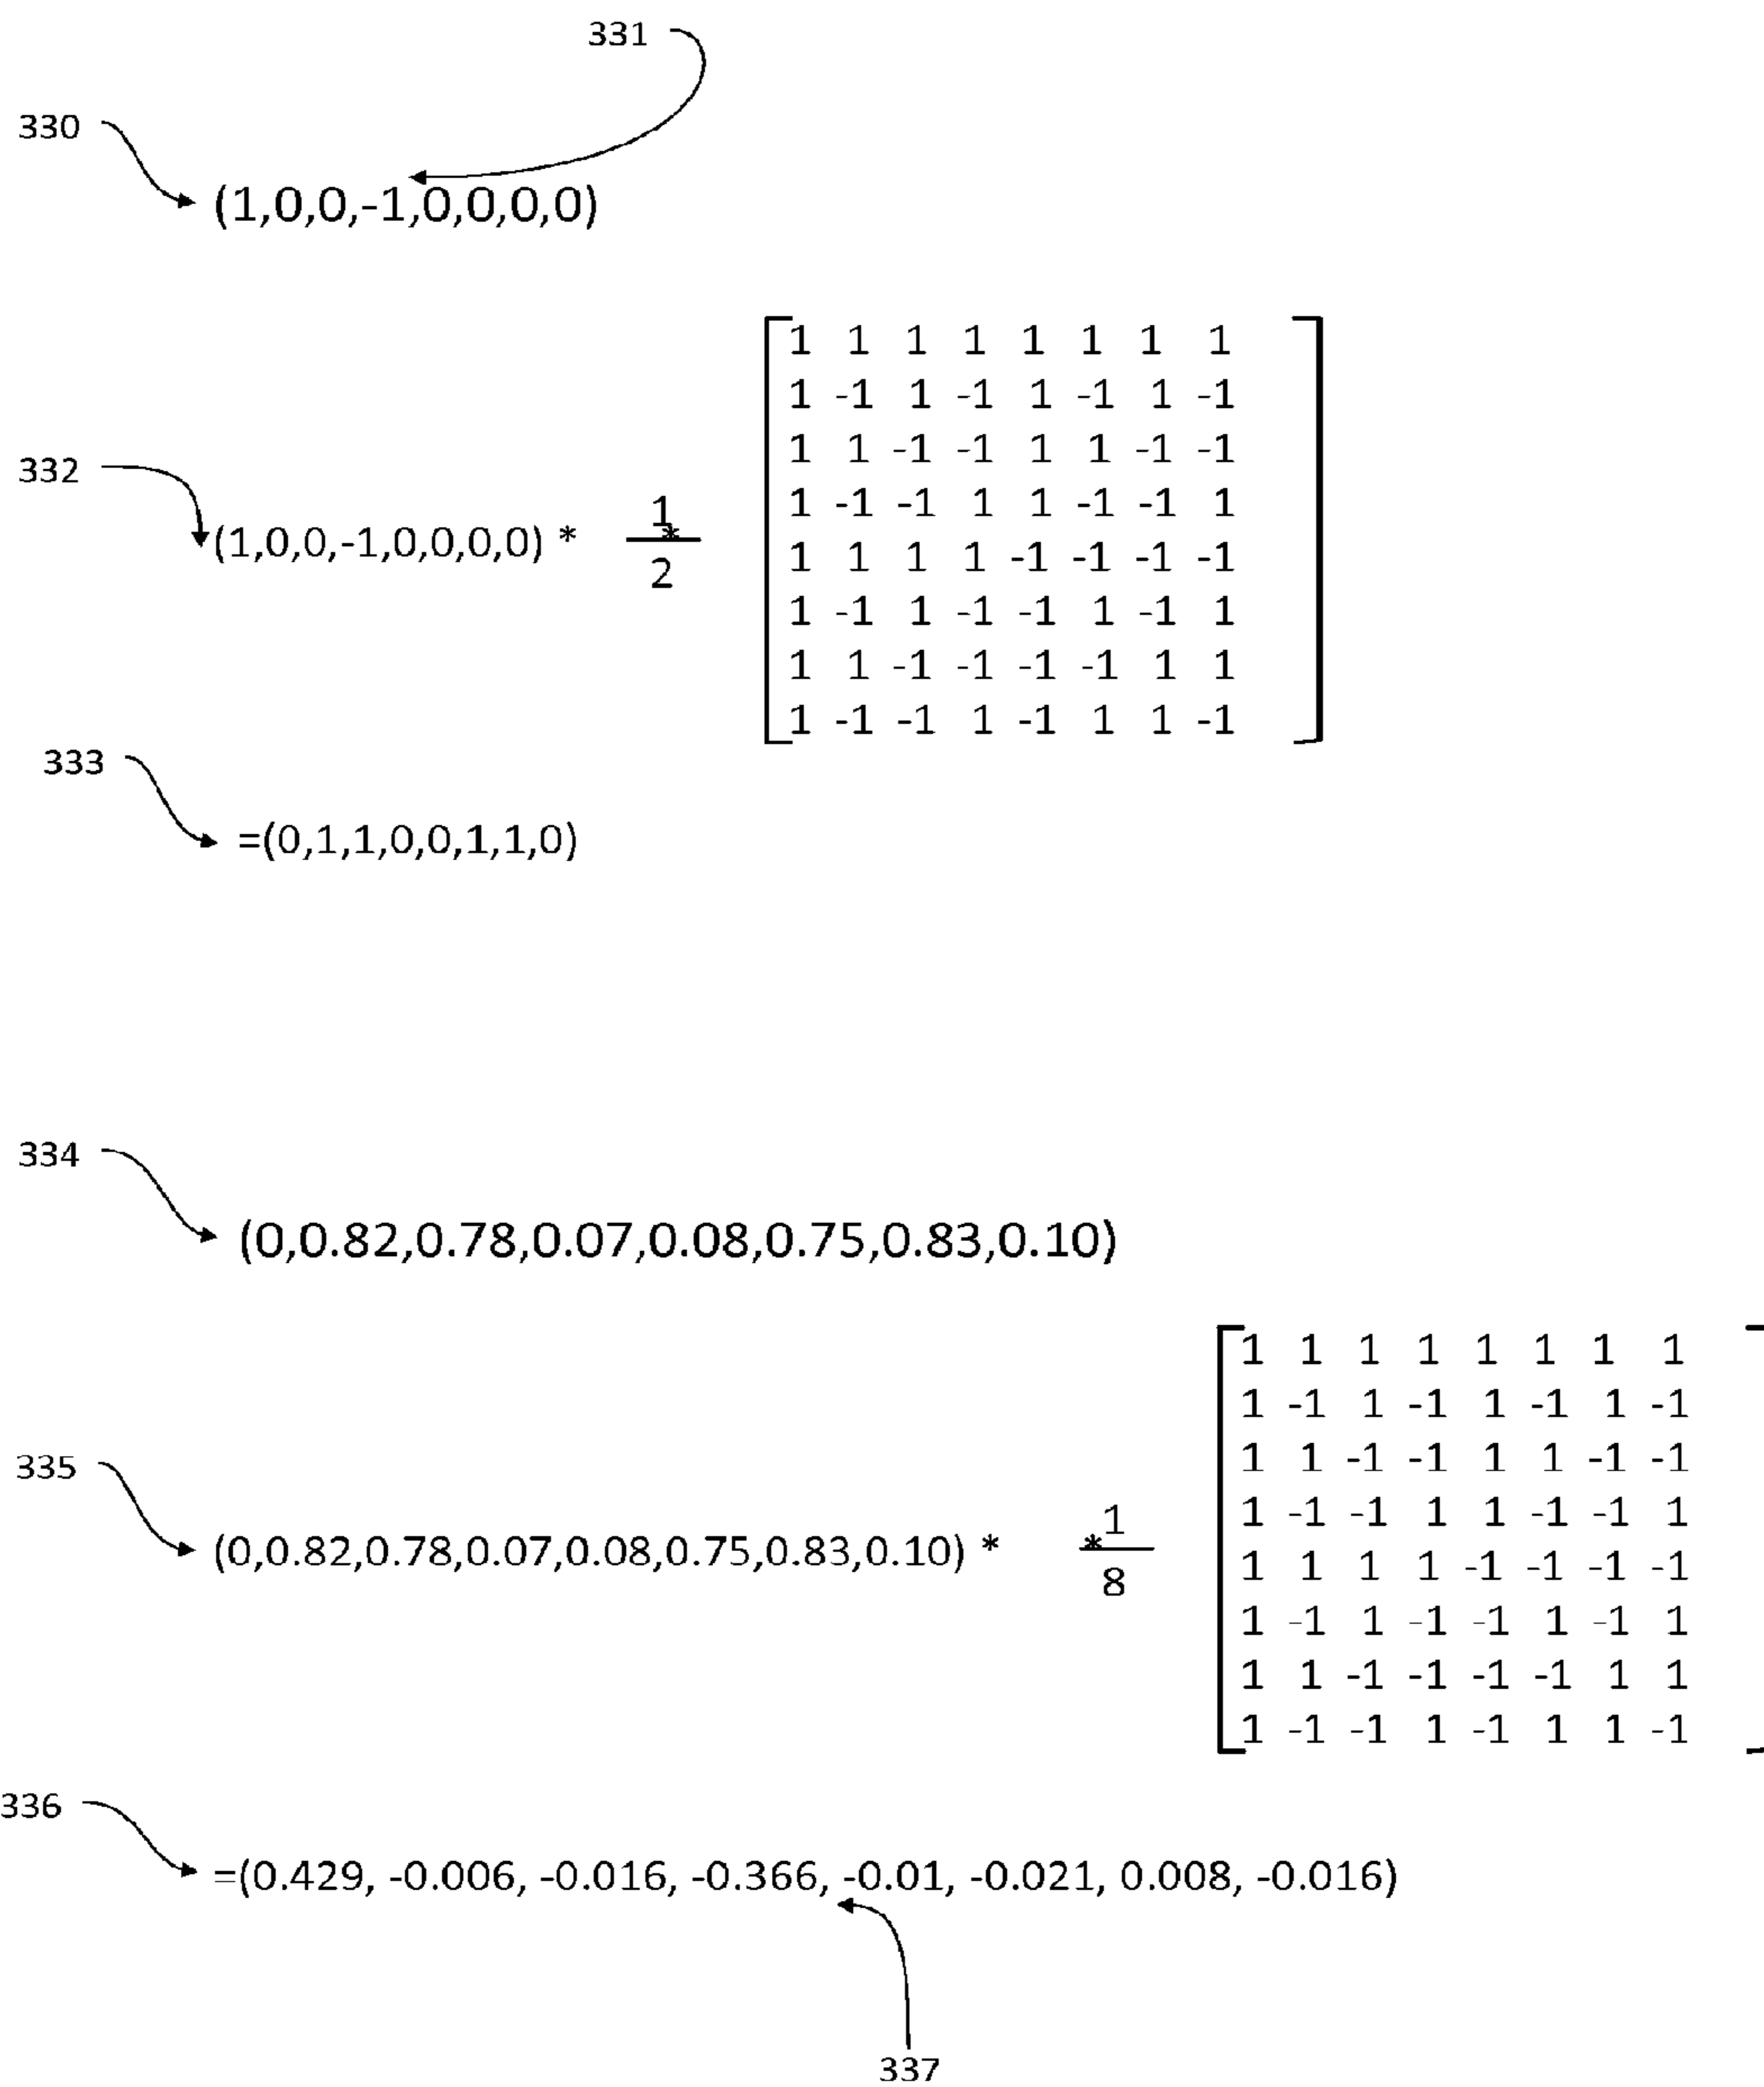 331
330
(1,0,0,-1,0,0,0,0)
1 1 1 1 1 1 1 1
1 -1 1 -1 1 -1 1 -1
1 1 -1 -1 1 1 -1 -1
332
1 -1 -1 1 1 -1 -1 1
(1,0,0,-1,0,0,0,0) * 1 *
2
1 1 1 1 -1 -1 -1 -1
1 -1 1 -1 -1 1 -1 1
1 1 -1 -1 -1 -1 1 1
1 -1 -1 1 -1 1 1 -1
333
=(0,1,1,0,0,1,1,0)
334
(0,0.82,0.78,0.07,0.08,0.75,0.83,0.10)
1 1 1 1 1 1 1 1
1 -1 1 -1 1 -1 1 -1
1 1 -1 -1 1 1 -1 -1
335
1 -1 -1 1 1 -1 -1 1
(0,0.82,0.78,0.07,0.08,0.75,0.83,0.10) * * 1
8
1 1 1 1 -1 -1 -1 -1
1 -1 1 -1 -1 1 -1 1
1 1 -1 -1 -1 -1 1 1
1 -1 -1 1 -1 1 1 -1
336
=(0.429, -0.006, -0.016, -0.366, -0.01, -0.021, 0.008, -0.016)
337